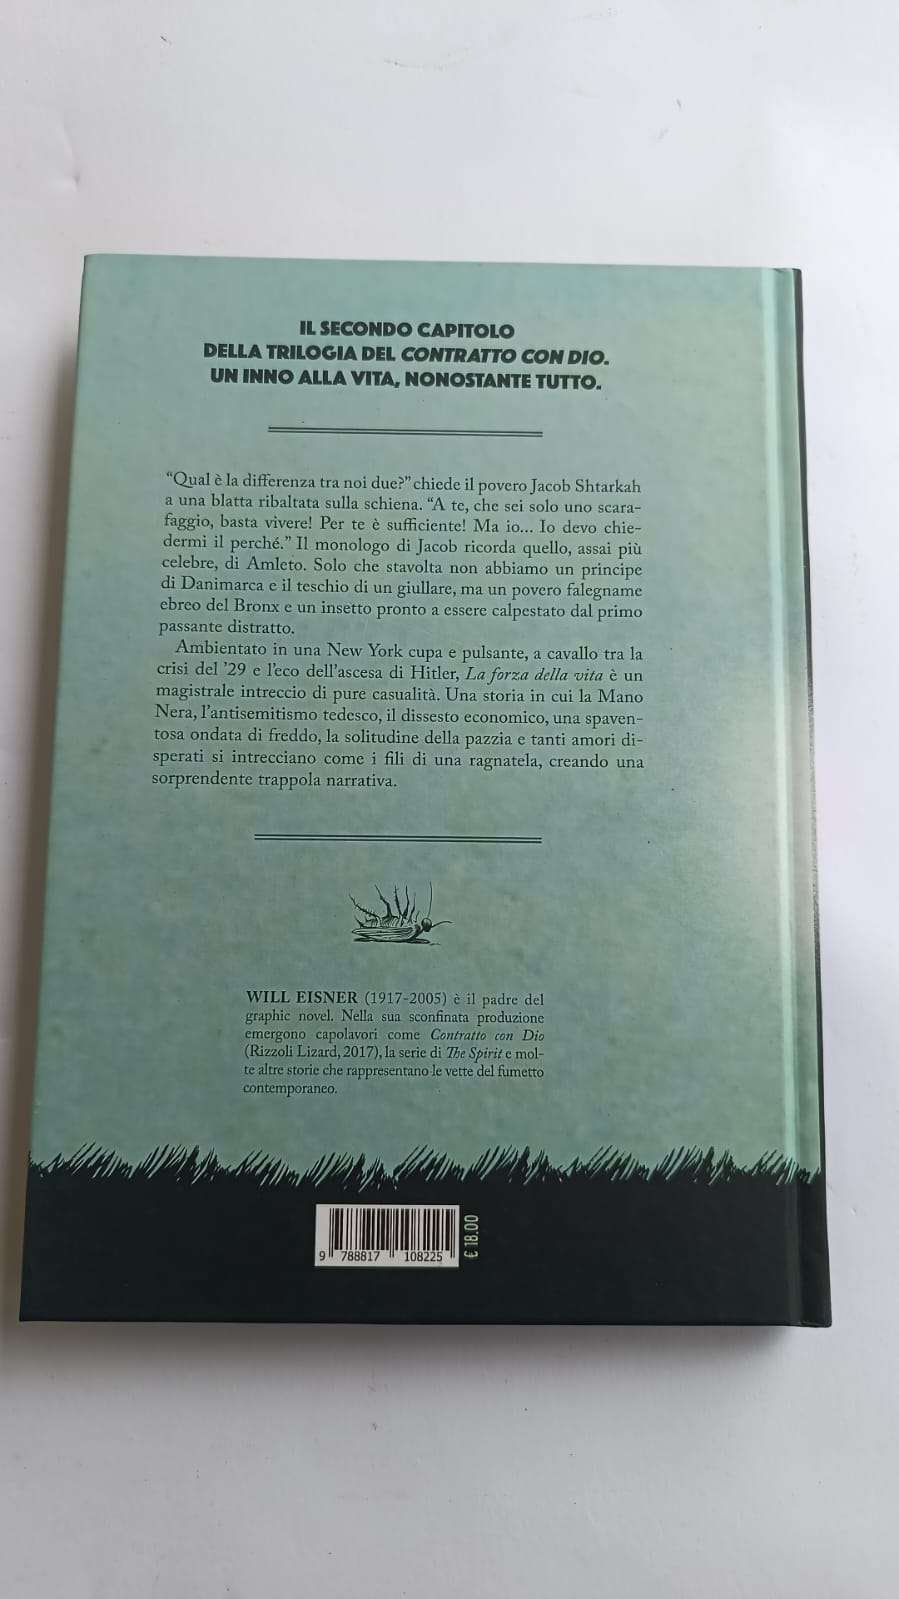 IL SECONDO CAPITOLO
DELLA TRILOGIA DEL CONTRATTO CON DIO.
UN INNO ALLA VITA, NONOSTANTE TUTTO.
“Qual è la differenza tra noi due?” chiede il povero Jacob Shtarkah
a una blatta ribaltata sulla schiena. “A te, che sei solo uno scara-
faggio, basta vivere! Per te è sufficiente! Ma io... Io devo chie-
dermi il perché.” Il monologo di Jacob ricorda quello, assai più
celebre, di Amleto. Solo che stavolta non abbiamo un principe
di Danimarca e il teschio di un giullare, ma un povero falegname
ebreo del Bronx e un insetto pronto a essere calpestato dal primo
passante distratto.
Ambientato in una New York cupa e pulsante, a cavallo tra la
crisi del ’29 e l’eco dell’ascesa di Hitler, La forza della vita è un
magistrale intreccio di pure casualità. Una storia in cui la Mano
Nera, l’antisemitismo tedesco, il dissesto economico, una spaven-
tosa ondata di freddo, la solitudine della pazzia e tanti amori di-
sperati si intrecciano come i fili di una ragnatela, creando una
sorprendente trappola narrativa.
WILL EISNER (1917-2005) è il padre del
graphic novel. Nella sua sconfinata produzione
emergono capolavori come Contratto con Dio
(Rizzoli Lizard, 2017), la serie di The Spirit e mol-
te altre storie che rappresentano le vette del fumetto
contemporaneo.
9 788817 108225
€ 18.00